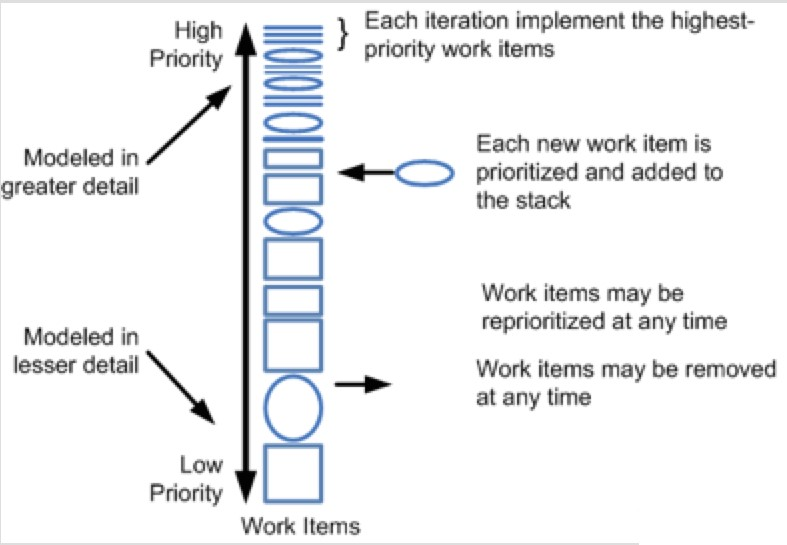 High
Priority
Each iteration implement the highest-
priority work items
Modeled in
greater detail
Each new work item is
prioritized and added to
the stack
Work items may be
reprioritized at any time
Modeled in
lesser detail
Work items may be removed
at any time
Low
Priority
Work Items